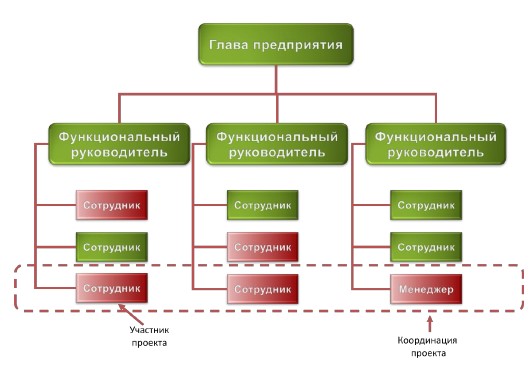 Глава предприятия
Функциональный
руководитель
Функциональный
руководитель
Функциональный
руководитель
Сотрудник
Сотрудник
Сотрудник
Сотрудник
Сотрудник
Сотрудник
Сотрудник
Сотрудник
Менеджер
Участник
проекта
Координация
проекта